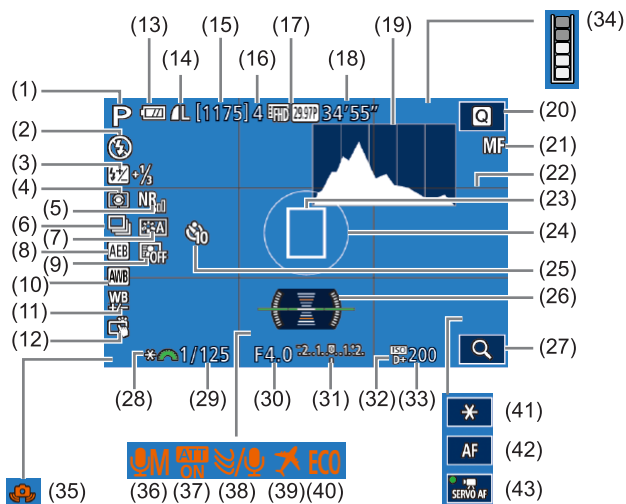 (13) (15) (17) (19) (34)
(14) (16) (18)
(1) P L [1175] 4 FHD 29.97P 34'55" Q (20)
(2) MF (21)
(3) +1/3 (22)
(4) NR (23)
(5)
(6) A (24)
(7) 10
(8) AEB (25)
(9) OFF
(10) AWB (26)
(11) WB +/-
(12) (27)
* 1/125 F4.0 -2..1..0..1..2. ISO D+ 200
(28) (29) (30) (31) (32) (33)
* (41)
M ATT ON / ECO AF (42)
(35) (36) (37) (38) (39) (40) SERVO AF (43)